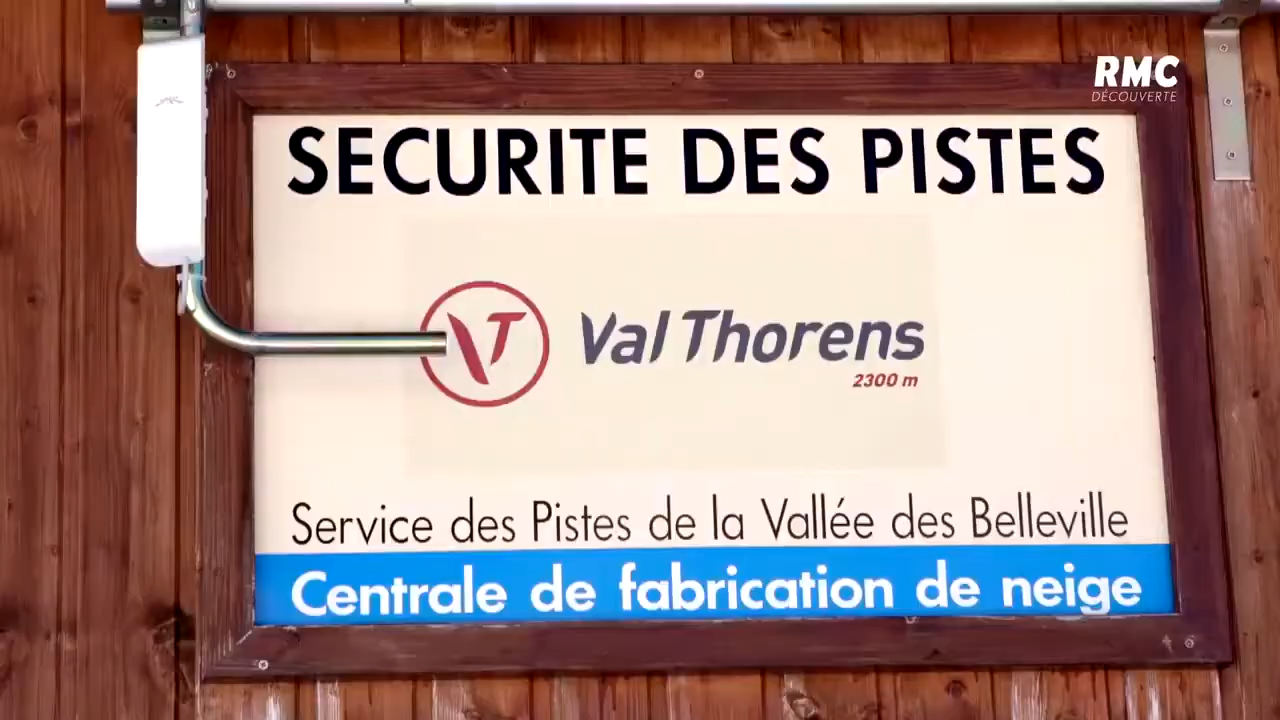 RMC
DÉCOUVERTE
SECURITE DES PISTES
VT
Val Thorens
2300 m
Service des Pistes de la Vallée des Belleville
Centrale de fabrication de neige